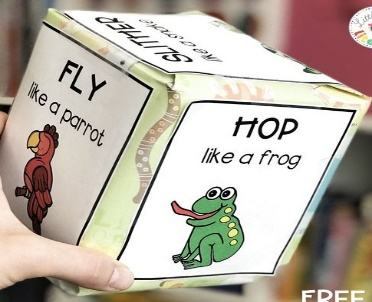 SLITHER
like a snake
FLY
like a parrot
HOP
like a frog
FREE